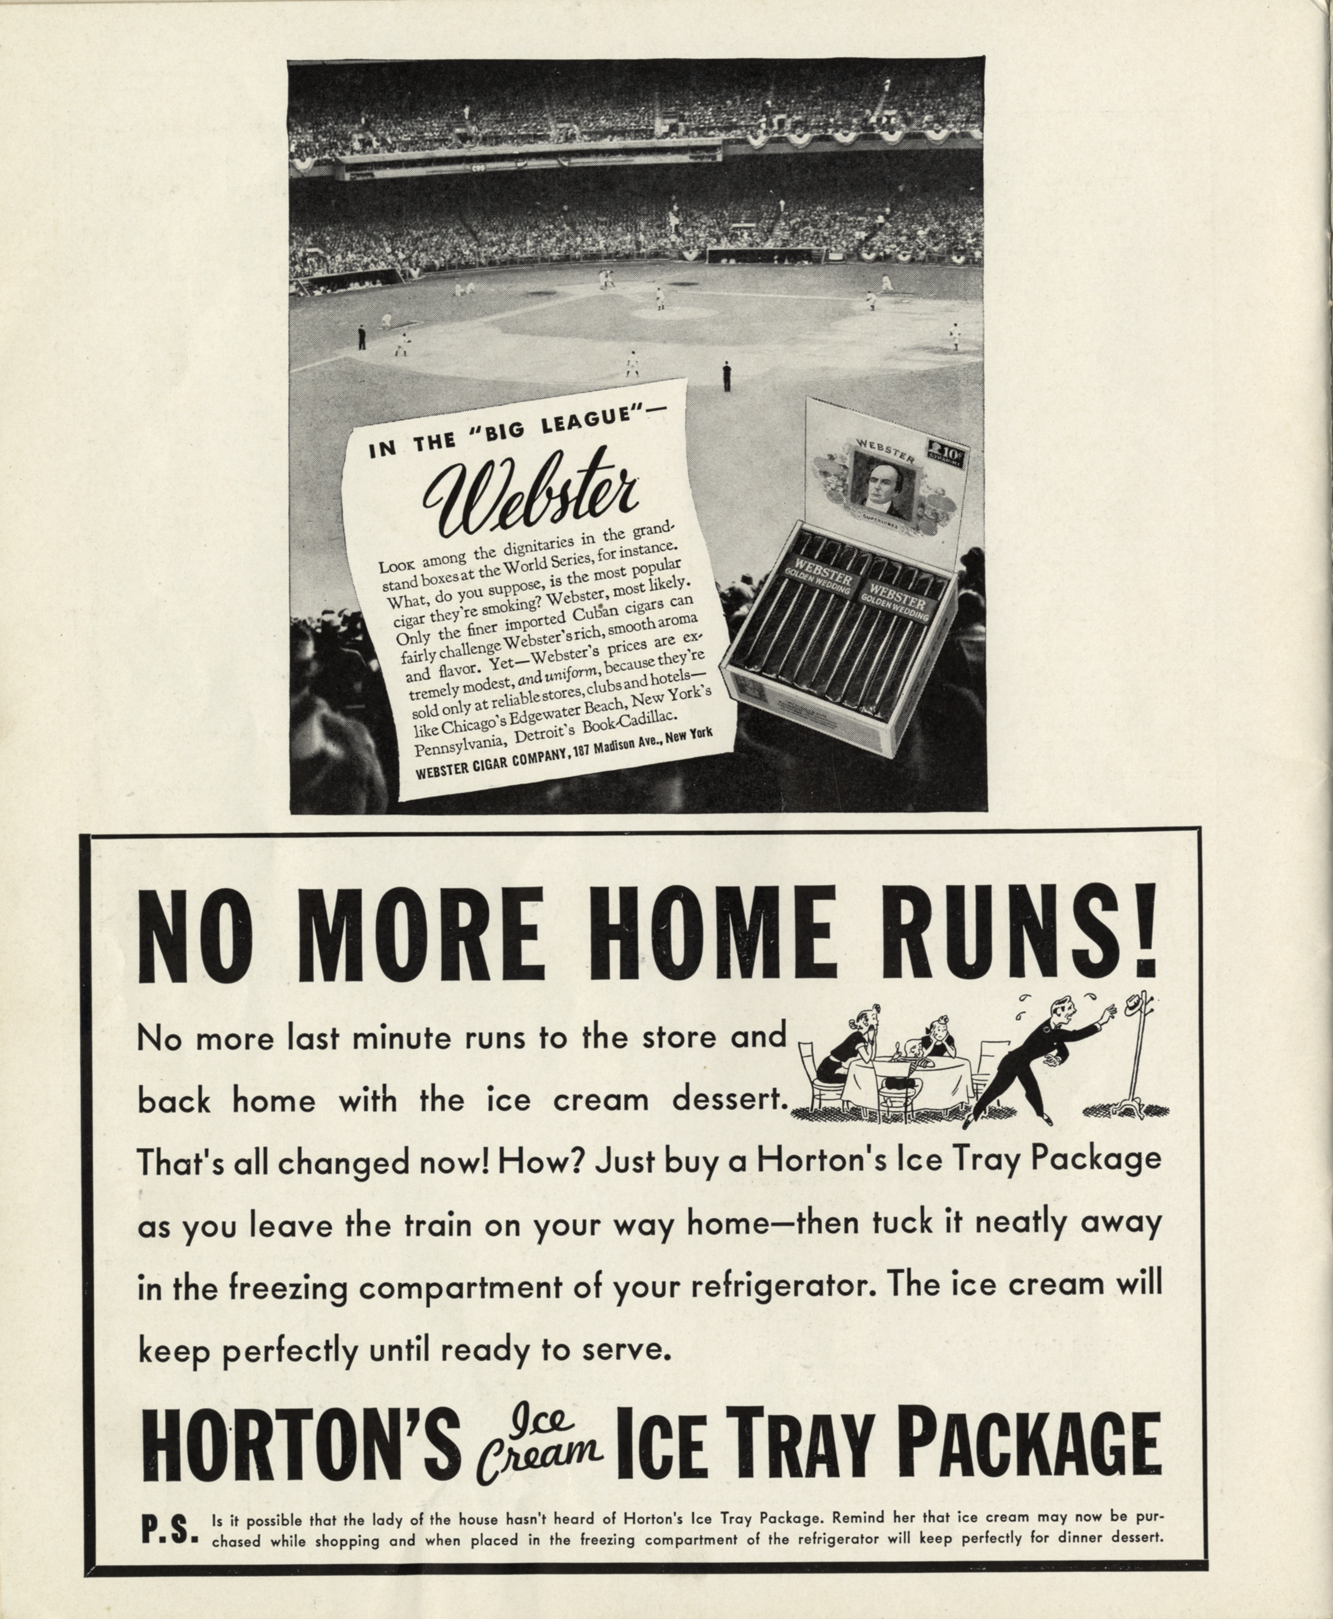 IN THE "BIG LEAGUE"—
Webster
LOOK among the dignitaries in the grand-
stand boxes at the World Series, for instance.
What, do you suppose, is the most popular
cigar they're smoking? Webster, most likely.
Only the finer imported Cuban cigars can
fairly challenge Webster's rich, smooth aroma
and flavor. Yet—Webster's prices are ex-
tremely modest, and uniform, because they're
sold only at reliable stores, clubs and hotels—
like Chicago's Edgewater Beach, New York's
Pennsylvania, Detroit's Book-Cadillac.
WEBSTER CIGAR COMPANY, 187 Madison Ave., New York
WEBSTER
10¢
WEBSTER
GOLDEN WEDDING
WEBSTER
GOLDEN WEDDING
NO MORE HOME RUNS!
No more last minute runs to the store and
back home with the ice cream dessert.
That's all changed now! How? Just buy a Horton's Ice Tray Package
as you leave the train on your way home—then tuck it neatly away
in the freezing compartment of your refrigerator. The ice cream will
keep perfectly until ready to serve.
HORTON'S Ice Cream ICE TRAY PACKAGE
P.S. Is it possible that the lady of the house hasn't heard of Horton's Ice Tray Package. Remind her that ice cream may now be pur-
chased while shopping and when placed in the freezing compartment of the refrigerator will keep perfectly for dinner dessert.